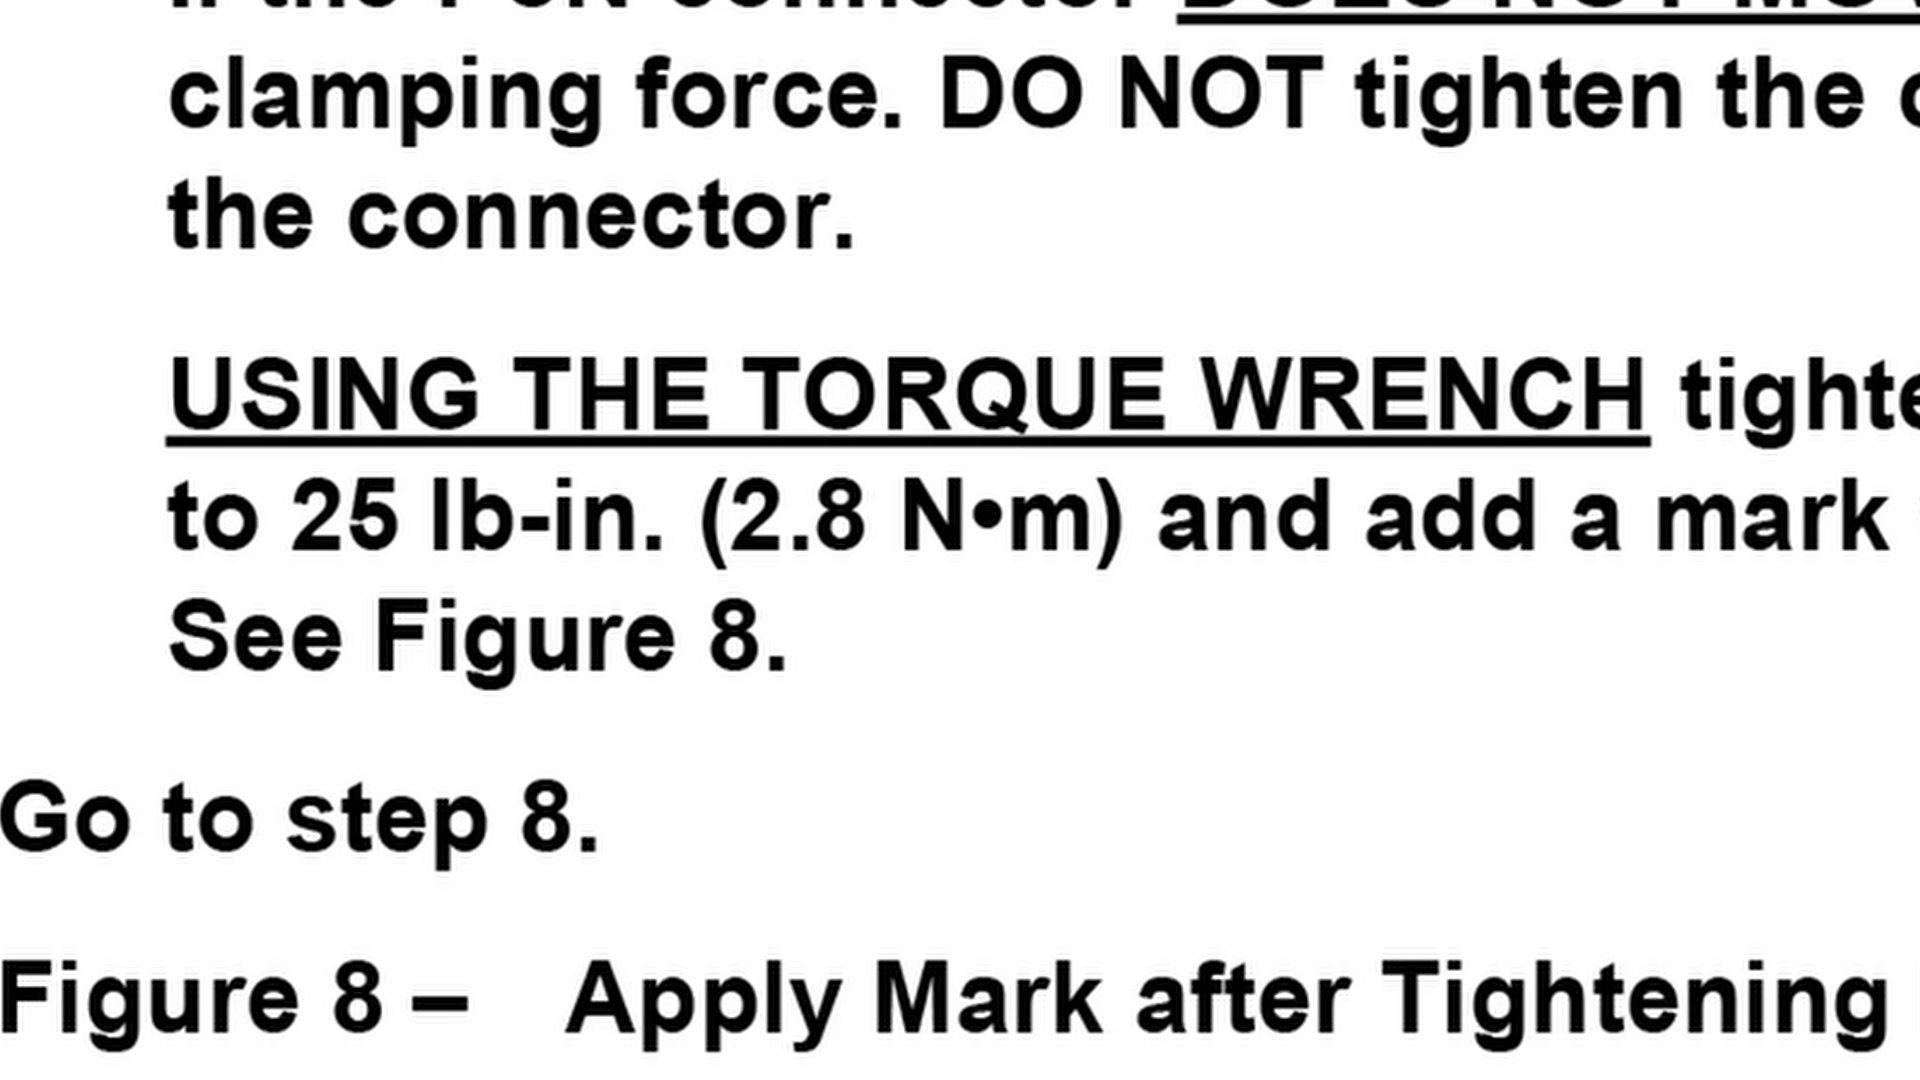 clamping force. DO NOT tighten the
the connector.
USING THE TORQUE WRENCH
to 25 lb-in. (2.8 N•m) and add a mark
See Figure 8.
Go to step 8.
Figure 8 – Apply Mark after Tightening